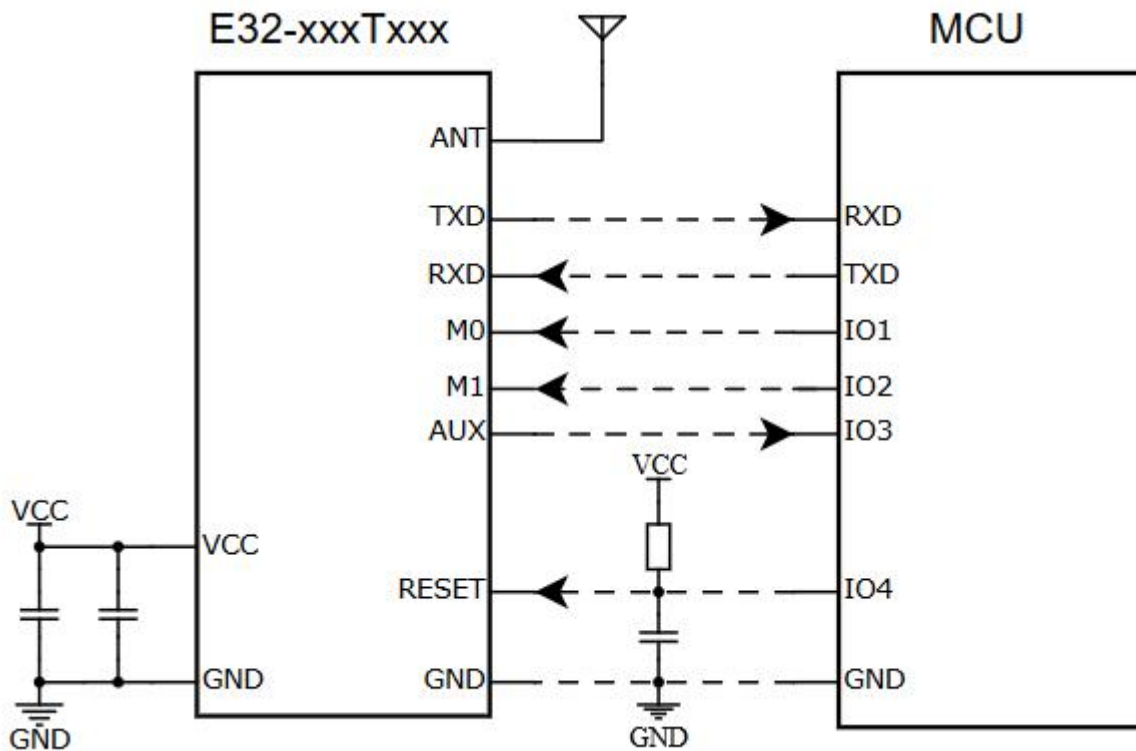 E32-xxxTxxx MCU
ANT
TXD RXD
RXD TXD
M0 IO1
M1 IO2
AUX IO3
VCC
VCC
VCC
RESET IO4
GND GND GND
GND GND